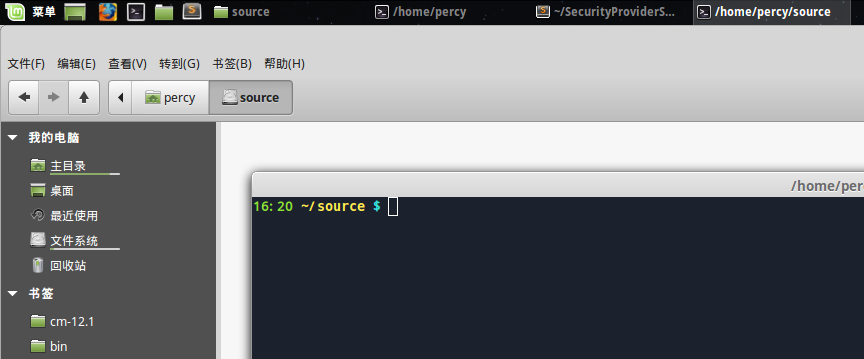 菜单 source /home/percy ~/SecurityProviderS... /home/percy/source
文件(F) 编辑(E) 查看(V) 转到(G) 书签(B) 帮助(H)
percy source
我的电脑
主目录
桌面
最近使用
文件系统
回收站
书签
cm-12.1
bin
/home/per
16:20 ~/source $